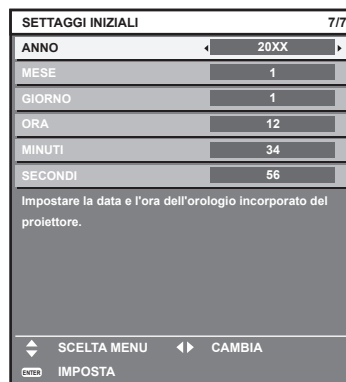 SETTAGGI INIZIALI 7/7
ANNO 20XX
MESE 1
GIORNO 1
ORA 12
MINUTI 34
SECONDI 56
Impostare la data e l'ora dell'orologio incorporato del
proiettore.
SCELTA MENU CAMBIA
ENTER IMPOSTA